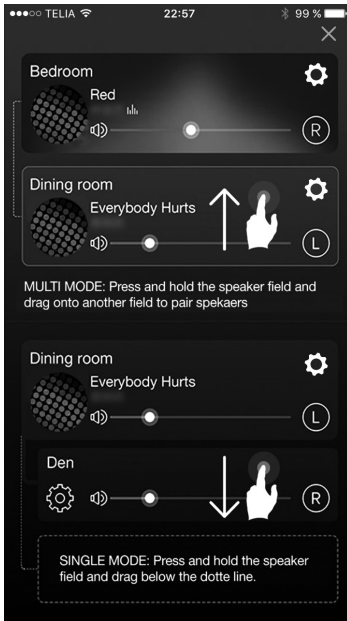 TELIA 22:57 99 %
Bedroom
Red
R
Dining room
Everybody Hurts
L
MULTI MODE: Press and hold the speaker field and
drag onto another field to pair spekaers
Dining room
Everybody Hurts
L
Den
R
SINGLE MODE: Press and hold the speaker
field and drag below the dotte line.